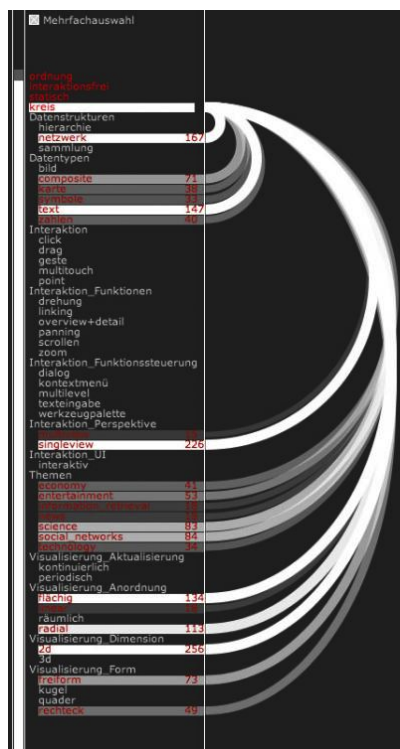 Mehrfachauswahl
ordnung
interaktionsfrei
statisch
kreis
Datenstrukturen
hierarchie
netzwerk 167
sammlung
Datentypen
bild
composite 71
karte 38
symbole 33
text 147
zahlen 40
Interaktion
click
drag
geste
multitouch
point
Interaktion_Funktionen
drehung
linking
overview+detail
panning
scrollen
zoom
Interaktion_Funktionssteuerung
dialog
kontextmenü
multilevel
texteingabe
werkzeugpalette
Interaktion_Perspektive
singleview 226
Interaktion_UI
interaktiv
Themen
economy 41
entertainment 53
information_retrieval
science 83
social_networks 84
technology 34
Visualisierung_Aktualisierung
kontinuierlich
periodisch
Visualisierung_Anordnung
flächig 134
räumlich
radial 113
Visualisierung_Dimension
2d 256
3d
Visualisierung_Form
freiform 73
kugel
quader
rechteck 49